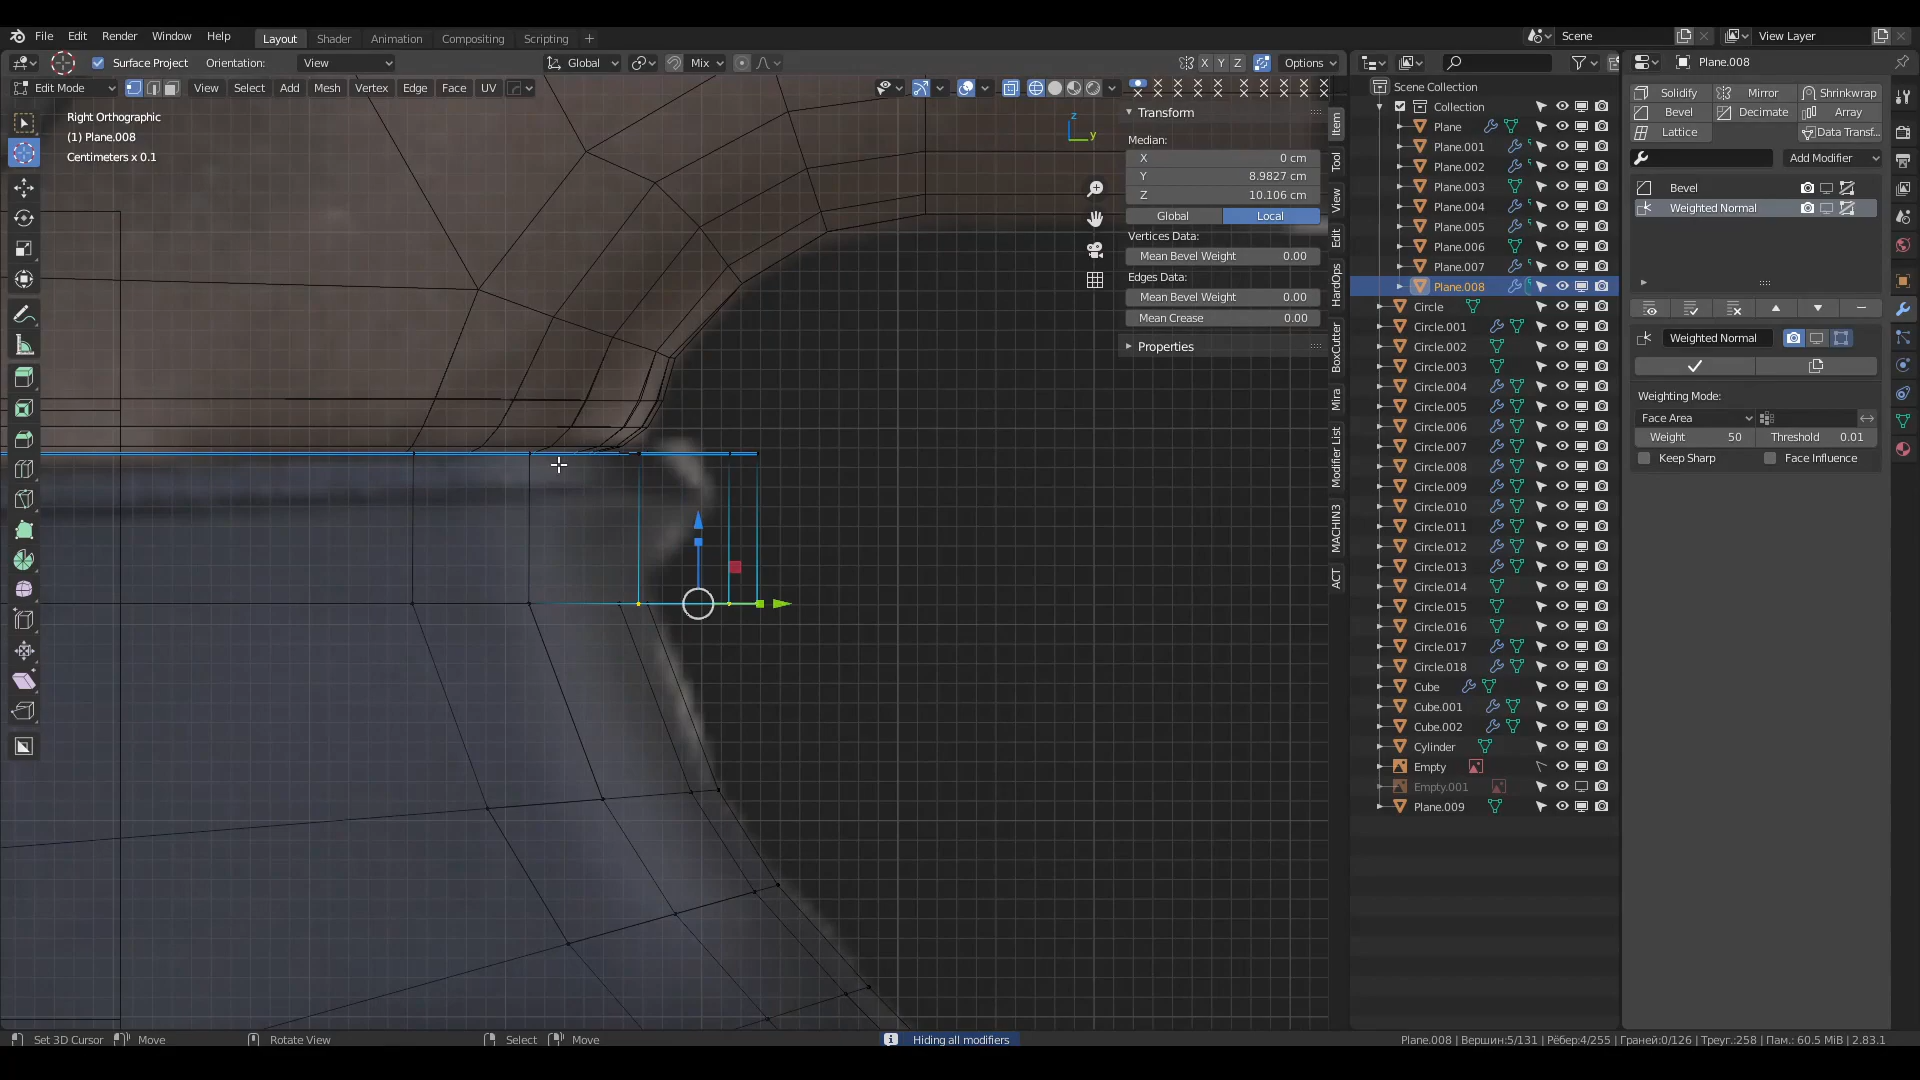 File Edit Render Window Help Layout Shader Animation Compositing Scripting +
Scene View Layer
Surface Project Orientation: View Global Mix X Y Z Options
Plane.008
Edit Mode View Select Add Mesh Vertex Edge Face UV
Right Orthographic
(1) Plane.008
Centimeters x 0.1
z
y
Transform
Median:
X 0 cm
Y 8.9827 cm
Z 10.106 cm
Global Local
Vertices Data:
Mean Bevel Weight 0.00
Edges Data:
Mean Bevel Weight 0.00
Mean Crease 0.00
Properties
Item
Tool
View
Edit
HardOps
BoxCutter
Mira
Modifier List
MACHIN3
ACT
Scene Collection
Collection
Plane
Plane.001
Plane.002
Plane.003
Plane.004
Plane.005
Plane.006
Plane.007
Plane.008
Circle
Circle.001
Circle.002
Circle.003
Circle.004
Circle.005
Circle.006
Circle.007
Circle.008
Circle.009
Circle.010
Circle.011
Circle.012
Circle.013
Circle.014
Circle.015
Circle.016
Circle.017
Circle.018
Cube
Cube.001
Cube.002
Cylinder
Empty
Empty.001
Plane.009
Solidify Mirror Shrinkwrap
Bevel Decimate Array
Lattice Data Transf...
Add Modifier
Bevel
Weighted Normal
Weighted Normal
Weighting Mode:
Face Area
Weight 50 Threshold 0.01
Keep Sharp Face Influence
Set 3D Cursor Move Rotate View Select Move Hiding all modifiers
Plane.008 | Вершин:5/131 | Рёбер:4/255 | Граней:0/126 | Треуг.:258 | Пам.: 60.5 MiB | 2.83.1